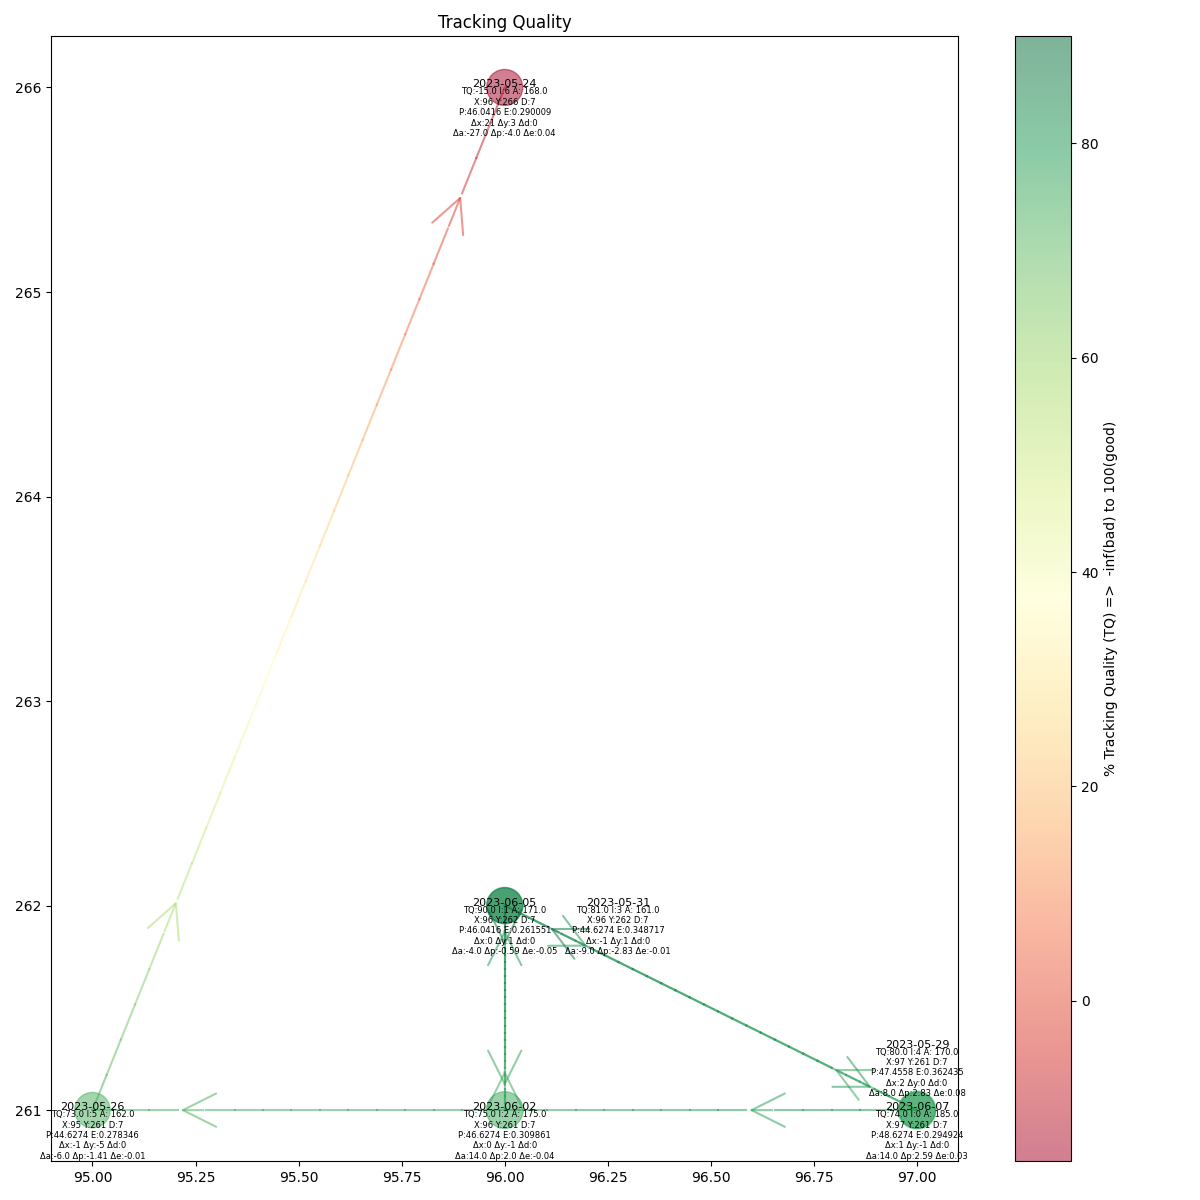 Tracking Quality
266
265
264
263
262
261
95.00
95.25
95.50
95.75
96.00
96.25
96.50
96.75
97.00
2023-05-24
TQ:-15.0 I:6 A: 168.0
X:96 Y:266 D:7
P:46.0416 E:0.290009
Δx:21 Δy:3 Δd:0
Δa:-27.0 Δp:-4.0 Δe:0.04
2023-06-05
TQ:90.0 I:1 A: 171.0
X:96 Y:262 D:7
P:46.0416 E:0.261551
Δx:0 Δy:1 Δd:0
Δa:-4.0 Δp:-0.59 Δe:-0.05
2023-05-31
TQ:81.0 I:3 A: 161.0
X:96 Y:262 D:7
P:44.6274 E:0.348717
Δx:-1 Δy:1 Δd:0
Δa:-9.0 Δp:-2.83 Δe:-0.01
2023-05-29
TQ:80.0 I:4 A: 170.0
X:97 Y:261 D:7
P:47.4558 E:0.362435
Δx:2 Δy:0 Δd:0
Δa:8.0 Δp:2.83 Δe:0.08
2023-05-26
TQ:73.0 I:5 A: 162.0
X:95 Y:261 D:7
P:44.6274 E:0.278346
Δx:-1 Δy:-5 Δd:0
Δa:-6.0 Δp:-1.41 Δe:-0.01
2023-06-02
TQ:75.0 I:2 A: 175.0
X:96 Y:261 D:7
P:46.6274 E:0.309861
Δx:0 Δy:-1 Δd:0
Δa:14.0 Δp:2.0 Δe:-0.04
2023-06-07
TQ:74.0 I:0 A: 185.0
X:97 Y:261 D:7
P:48.6274 E:0.294924
Δx:1 Δy:-1 Δd:0
Δa:14.0 Δp:2.59 Δe:0.03
80
60
40
20
0
% Tracking Quality (TQ) => -inf(bad) to 100(good)